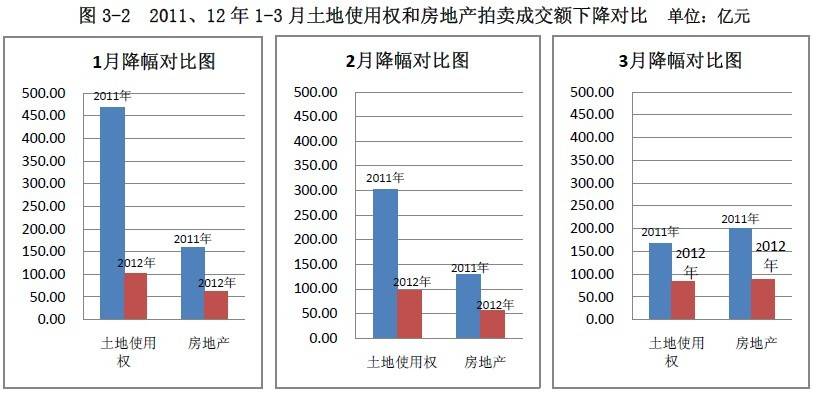 图 3-2 2011、12 年 1-3 月土地使用权和房地产拍卖成交额下降对比 单位：亿元
1月降幅对比图
500.00
450.00
400.00
350.00
300.00
250.00
200.00
150.00
100.00
50.00
0.00
2011年
2012年
2011年
2012年
土地使用
权
房地产
2月降幅对比图
500.00
450.00
400.00
350.00
300.00
250.00
200.00
150.00
100.00
50.00
0.00
2011年
2012年
2011年
2012年
土地使用权
房地产
3月降幅对比图
500.00
450.00
400.00
350.00
300.00
250.00
200.00
150.00
100.00
50.00
0.00
2011年
2012
年
2011年
2012
年
土地使用
权
房地产